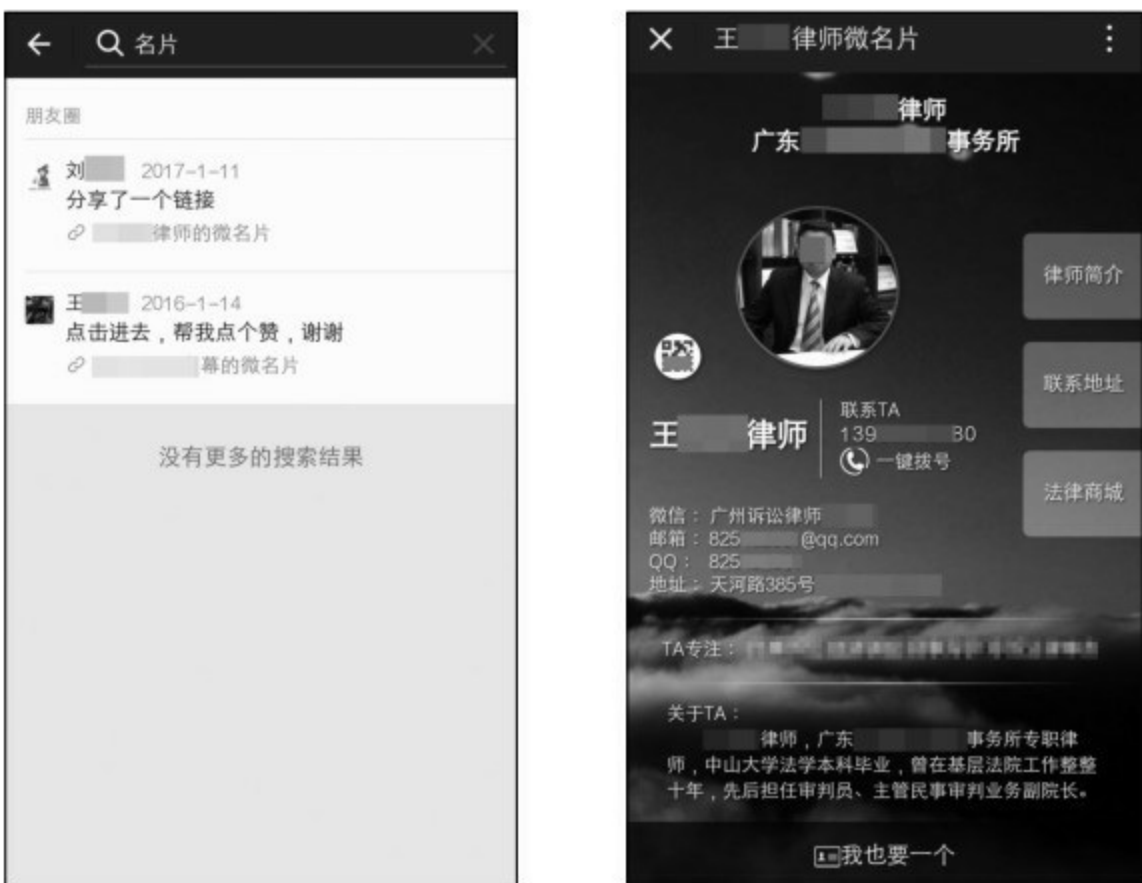 名片
朋友圈
刘 2017-1-11
分享了一个链接
律师的微名片
王 2016-1-14
点击进去，帮我点个赞，谢谢
幕的微名片
没有更多的搜索结果
王 律师微名片
律师
广东 事务所
律师简介
联系地址
法律商城
王 律师
联系TA
139 80
一键拨号
微信：广州诉讼律师
邮箱：825 @qq.com
QQ：825
地址：天河路385号
TA专注：
关于TA：
律师，广东 事务所专职律
师，中山大学法学本科毕业，曾在基层法院工作整整
十年，先后担任审判员、主管民事审判业务副院长。
我也要一个